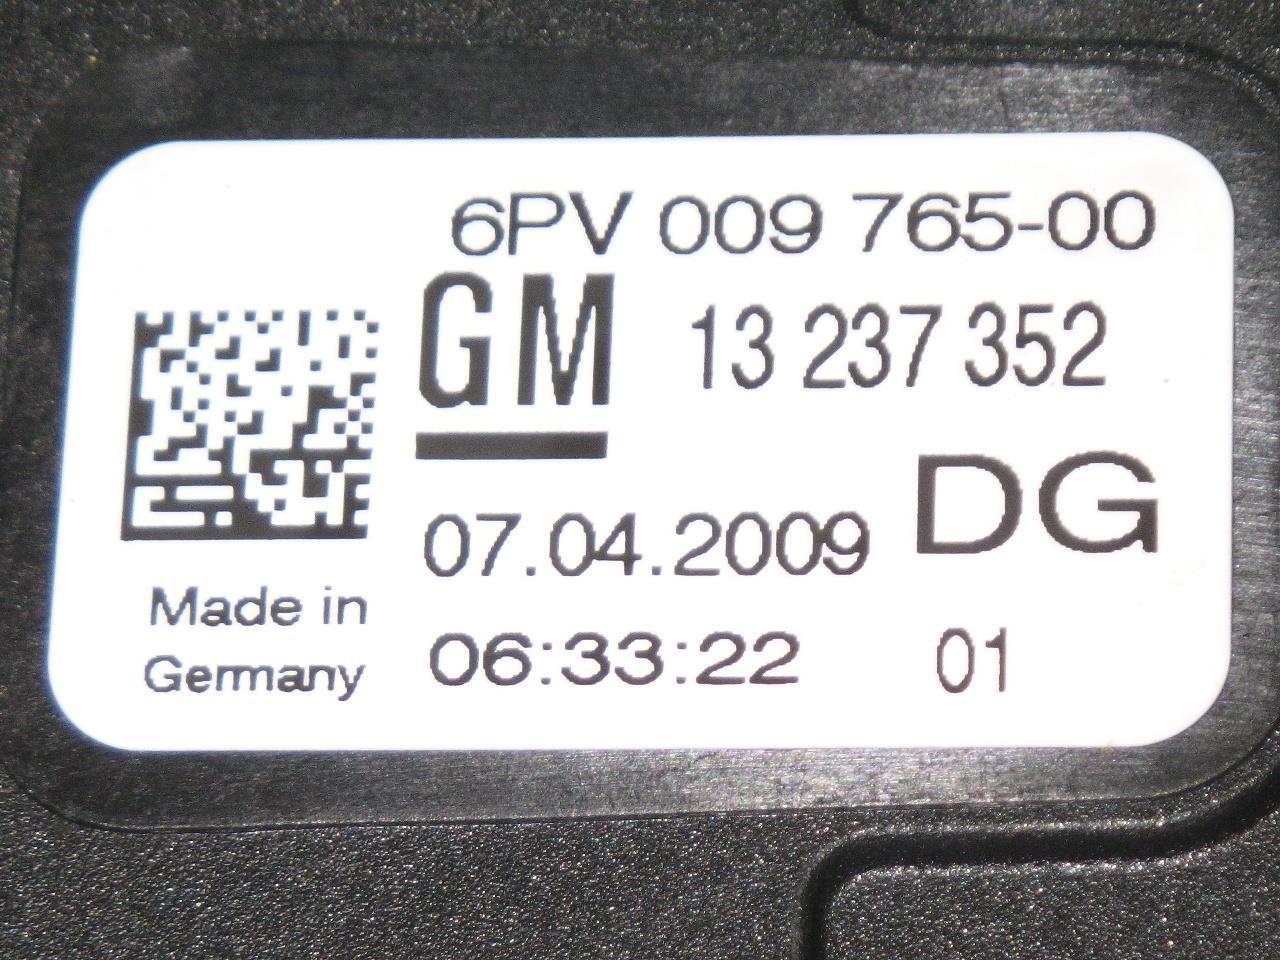 6PV 009 765-00
GM 13 237 352
07.04.2009 DG
06:33:22 01
Made in
Germany